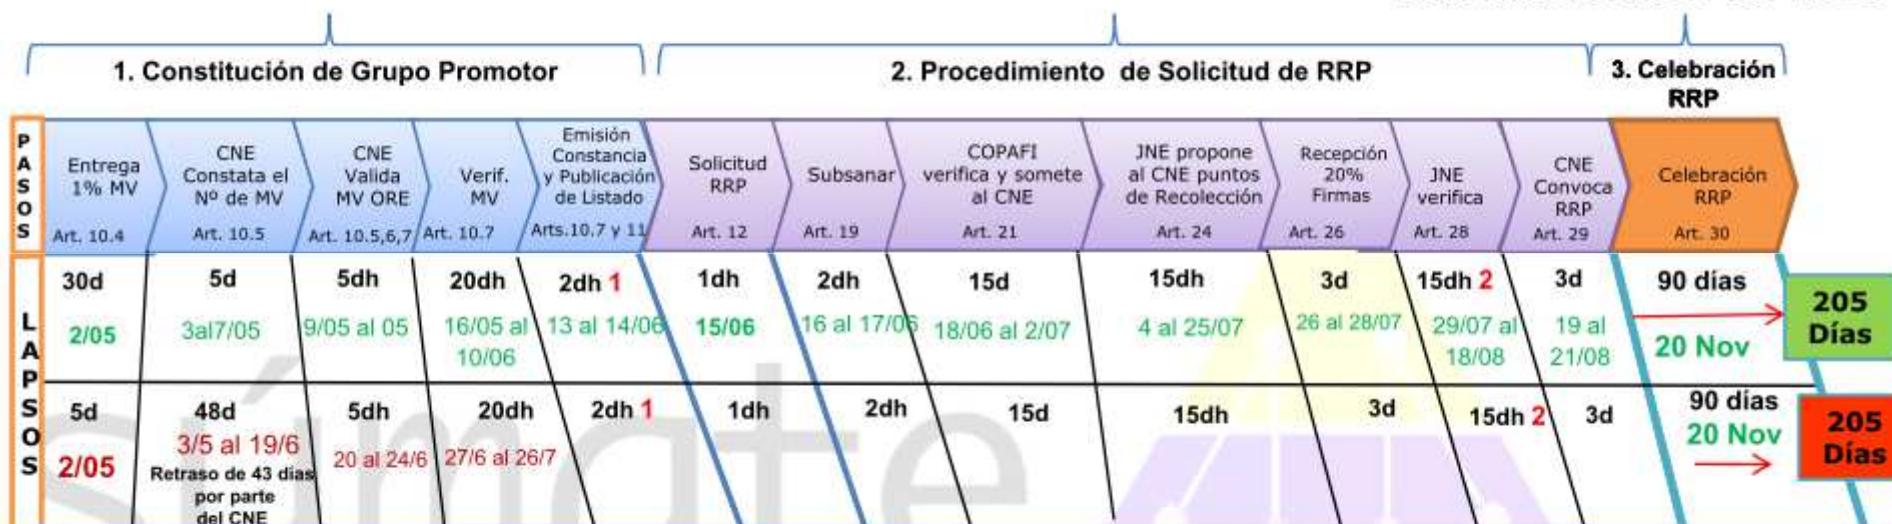 1. Constitución de Grupo Promotor
2. Procedimiento de Solicitud de RRP
3. Celebración
RRP
PASOS
Entrega
1% MV
Art. 10.4
CNE
Constata el
Nº de MV
Art. 10.5
CNE
Valida
MV ORE
Art. 10.5,6,7
Verif.
MV
Art. 10.7
Emisión
Constancia
y Publicación
de Listado
Arts.10.7 y 11
Solicitud
RRP
Art. 12
Subsanar
Art. 19
COPAFI
verifica y somete
al CNE
Art. 21
JNE propone
al CNE puntos
de Recolección
Art. 24
Recepción
20%
Firmas
Art. 26
JNE
verifica
Art. 28
CNE
Convoca
RRP
Art. 29
Celebración
RRP
Art. 30
LAPSOS
30d
2/05
5d
3al7/05
5dh
9/05 al 05
20dh
16/05 al
10/06
2dh 1
13 al 14/06
1dh
15/06
2dh
16 al 17/06
15d
18/06 al 2/07
15dh
4 al 25/07
3d
26 al 28/07
15dh 2
29/07 al
18/08
3d
19 al
21/08
90 días
20 Nov
205
Días
5d
2/05
48d
3/5 al 19/6
Retraso de 43 dias
por parte
del CNE
5dh
20 al 24/6
20dh
27/6 al 26/7
2dh 1
1dh
2dh
15d
15dh
3d
15dh 2
3d
90 días
20 Nov
205
Días
súmate